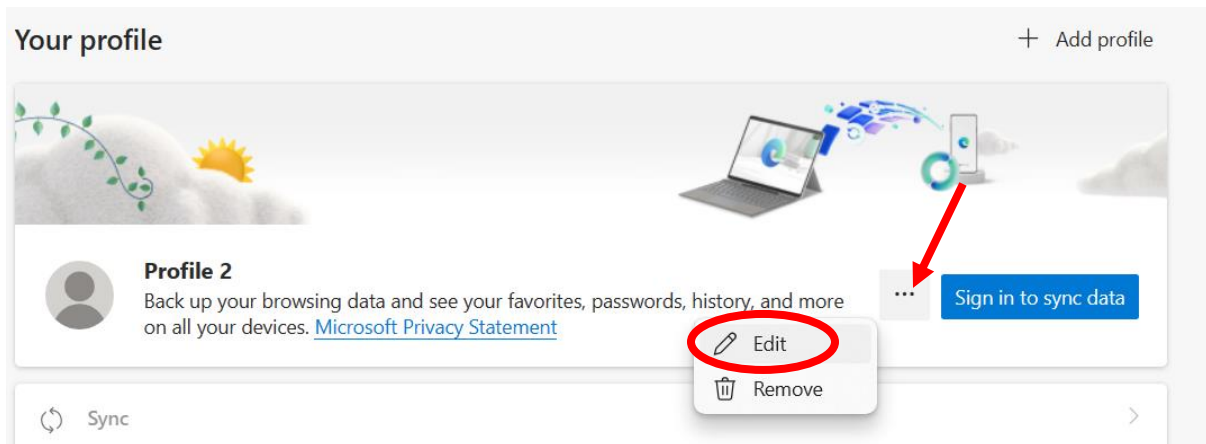 Your profile
+ Add profile
Profile 2
Back up your browsing data and see your favorites, passwords, history, and more
on all your devices. Microsoft Privacy Statement
... Sign in to sync data
Edit
Remove
Sync